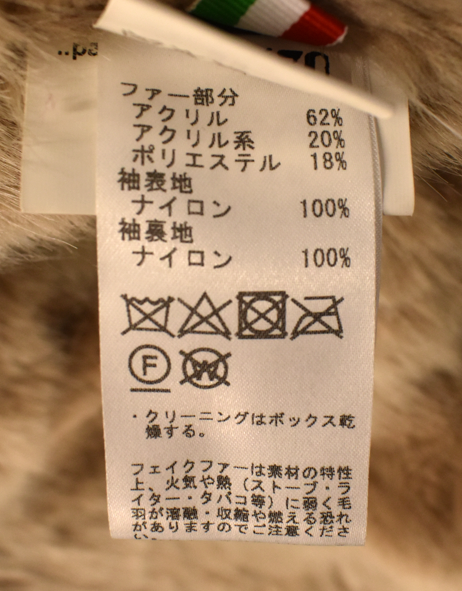 ファー部分
アクリル 62%
アクリル系 20%
ポリエステル 18%
袖表地
ナイロン 100%
袖裏地
ナイロン 100%
F W
・クリーニングはボックス乾
燥する。
フェイクファーは素材の特性
上、火気や熱（ストーブ・ラ
イター・タバコ等）に弱く毛
羽が溶融・収縮や燃える恐れ
がありますのでご注意くださ
い。